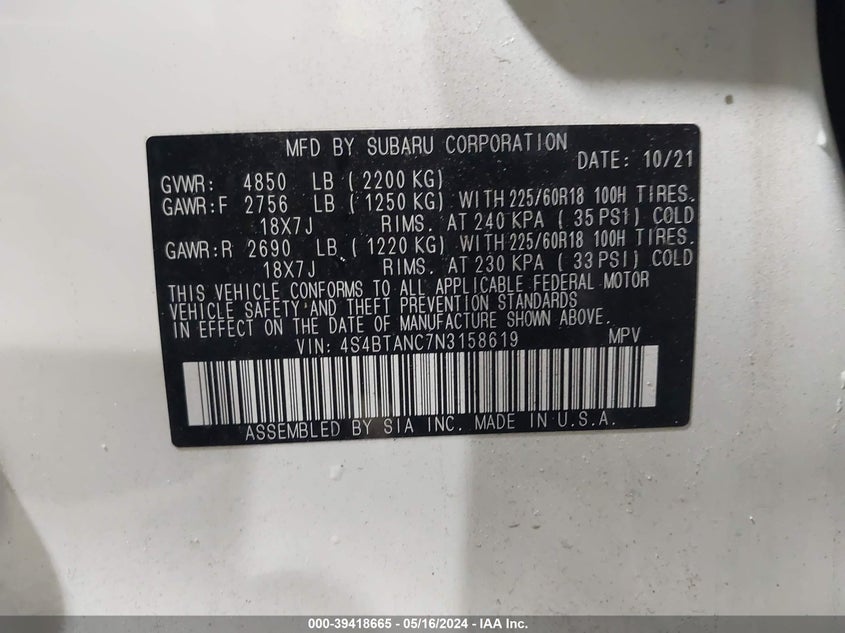 MFD BY SUBARU CORPORATION
DATE: 10/21
GVWR: 4850 LB (2200 KG)
GAWR:F 2756 LB (1250 KG) WITH 225/60R18 100H TIRES.
18X7J RIMS. AT 240 KPA (35 PSI) COLD
GAWR:R 2690 LB (1220 KG) WITH 225/60R18 100H TIRES.
18X7J RIMS. AT 230 KPA (33 PSI) COLD
THIS VEHICLE CONFORMS TO ALL APPLICABLE FEDERAL MOTOR
VEHICLE SAFETY AND THEFT PREVENTION STANDARDS
IN EFFECT ON THE DATE OF MANUFACTURE SHOWN ABOVE.
VIN: 4S4BTANC7N3158619 MPV
ASSEMBLED BY SIA INC. MADE IN U.S.A.
000-39418665 - 05/16/2024 - IAA Inc.